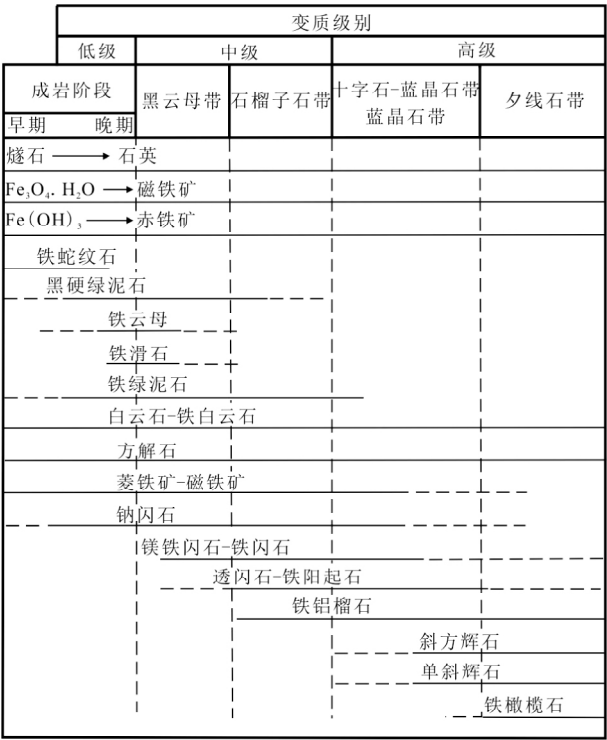 变质级别
低级 中级 高级
成岩阶段 黑云母带 石榴子石带 十字石-蓝晶石带 夕线石带
蓝晶石带
早期 晚期
燧石 → 石英
Fe₃O₄. H₂O → 磁铁矿
Fe(OH)₃ → 赤铁矿
铁蛇纹石
黑硬绿泥石
铁云母
铁滑石
铁绿泥石
白云石-铁白云石
方解石
菱铁矿-磁铁矿
钠闪石
镁铁闪石-铁闪石
透闪石-铁阳起石
铁铝榴石
斜方辉石
单斜辉石
铁橄榄石